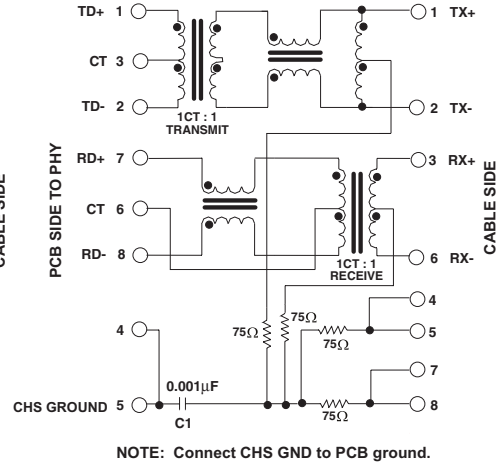 TD+ 1
1 TX+
CT 3
TD- 2
2 TX-
1CT : 1
TRANSMIT
RD+ 7
3 RX+
CT 6
RD- 8
6 RX-
1CT : 1
RECEIVE
PCB SIDE TO PHY
CABLE SIDE
CABLE SIDE
4
4
5
75Ω
75Ω
75Ω
7
0.001µF
CHS GROUND 5
C1
75Ω
8
NOTE: Connect CHS GND to PCB ground.